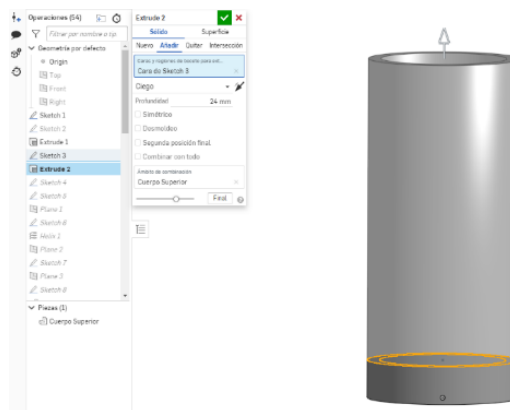 Operaciones (54)
Filtrar por nombre o tip
Geometría por defecto
Origin
Top
Front
Right
Sketch 1
Sketch 2
Extrude 1
Sketch 3
Extrude 2
Sketch 4
Sketch 5
Plane 1
Sketch 6
Helix 1
Plane 2
Sketch 7
Plane 3
Sketch 8
Piezas (1)
Cuerpo Superior
Extrude 2
Sólido Superficie
Nuevo Añadir Quitar Intersección
Caras y regiones de boceto para ext...
Cara de Sketch 3
Ciego
Profundidad 24 mm
Simétrico
Desmoldeo
Segunda posición final
Combinar con todo
Ámbito de combinación
Cuerpo Superior
Final